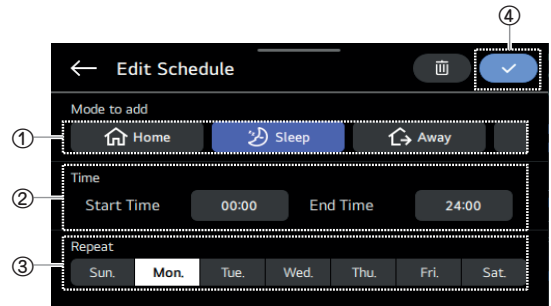 ④
Edit Schedule
Mode to add
① Home Sleep Away
Time
② Start Time 00:00 End Time 24:00
Repeat
③ Sun. Mon. Tue. Wed. Thu. Fri. Sat.